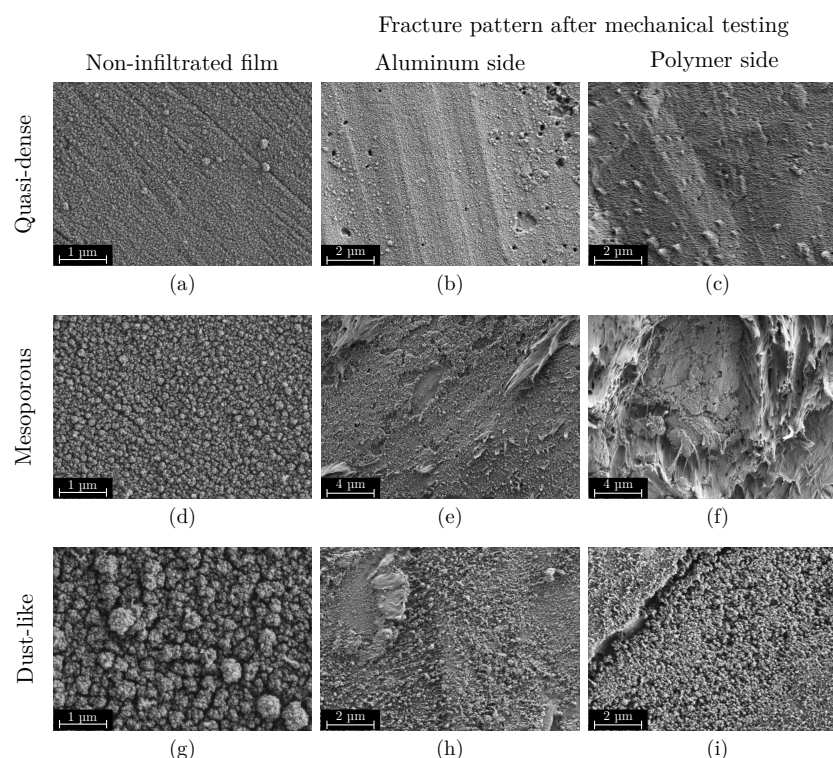 Fracture pattern after mechanical testing
Non-infiltrated film
Aluminum side
Polymer side
Quasi-dense
1 µm
2 µm
2 µm
(a)
(b)
(c)
Mesoporous
1 µm
4 µm
4 µm
(d)
(e)
(f)
Dust-like
1 µm
2 µm
2 µm
(g)
(h)
(i)